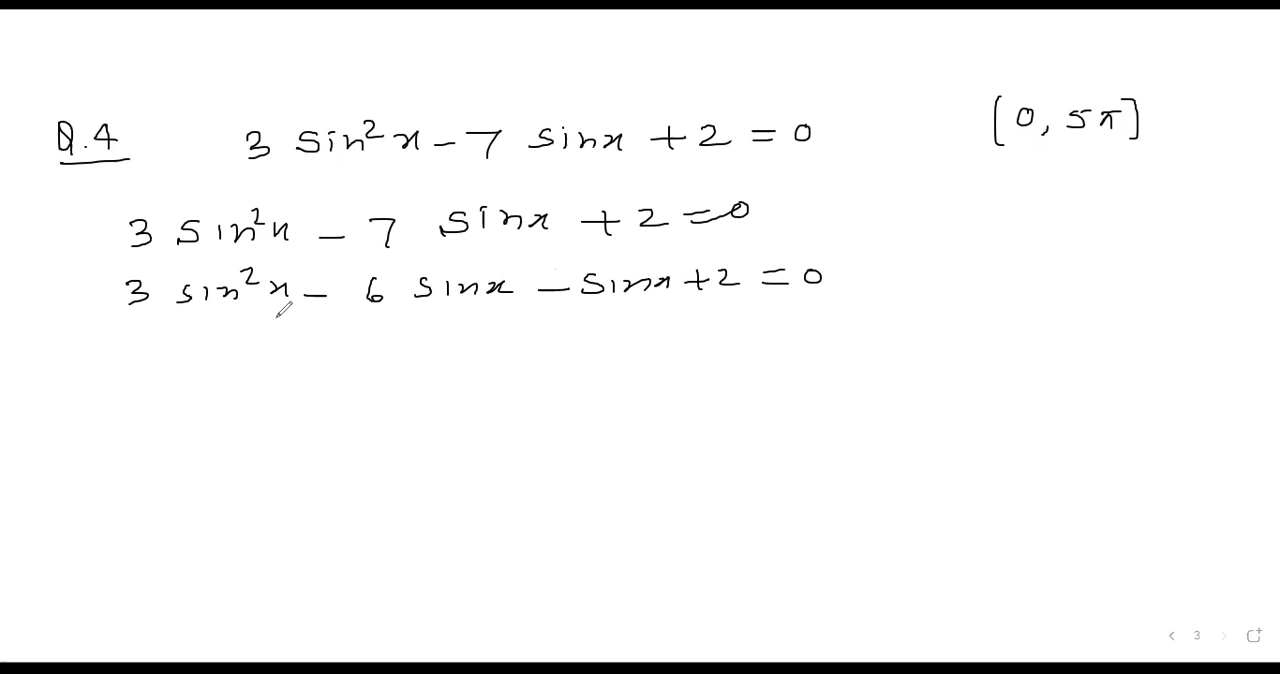 Q.4 3 sin²x - 7 sinx + 2 = 0 [0, 5π]
3 sin²x - 7 sinx + 2 = 0
3 sin²x - 6 sinx - sinx + 2 = 0
< 3 >